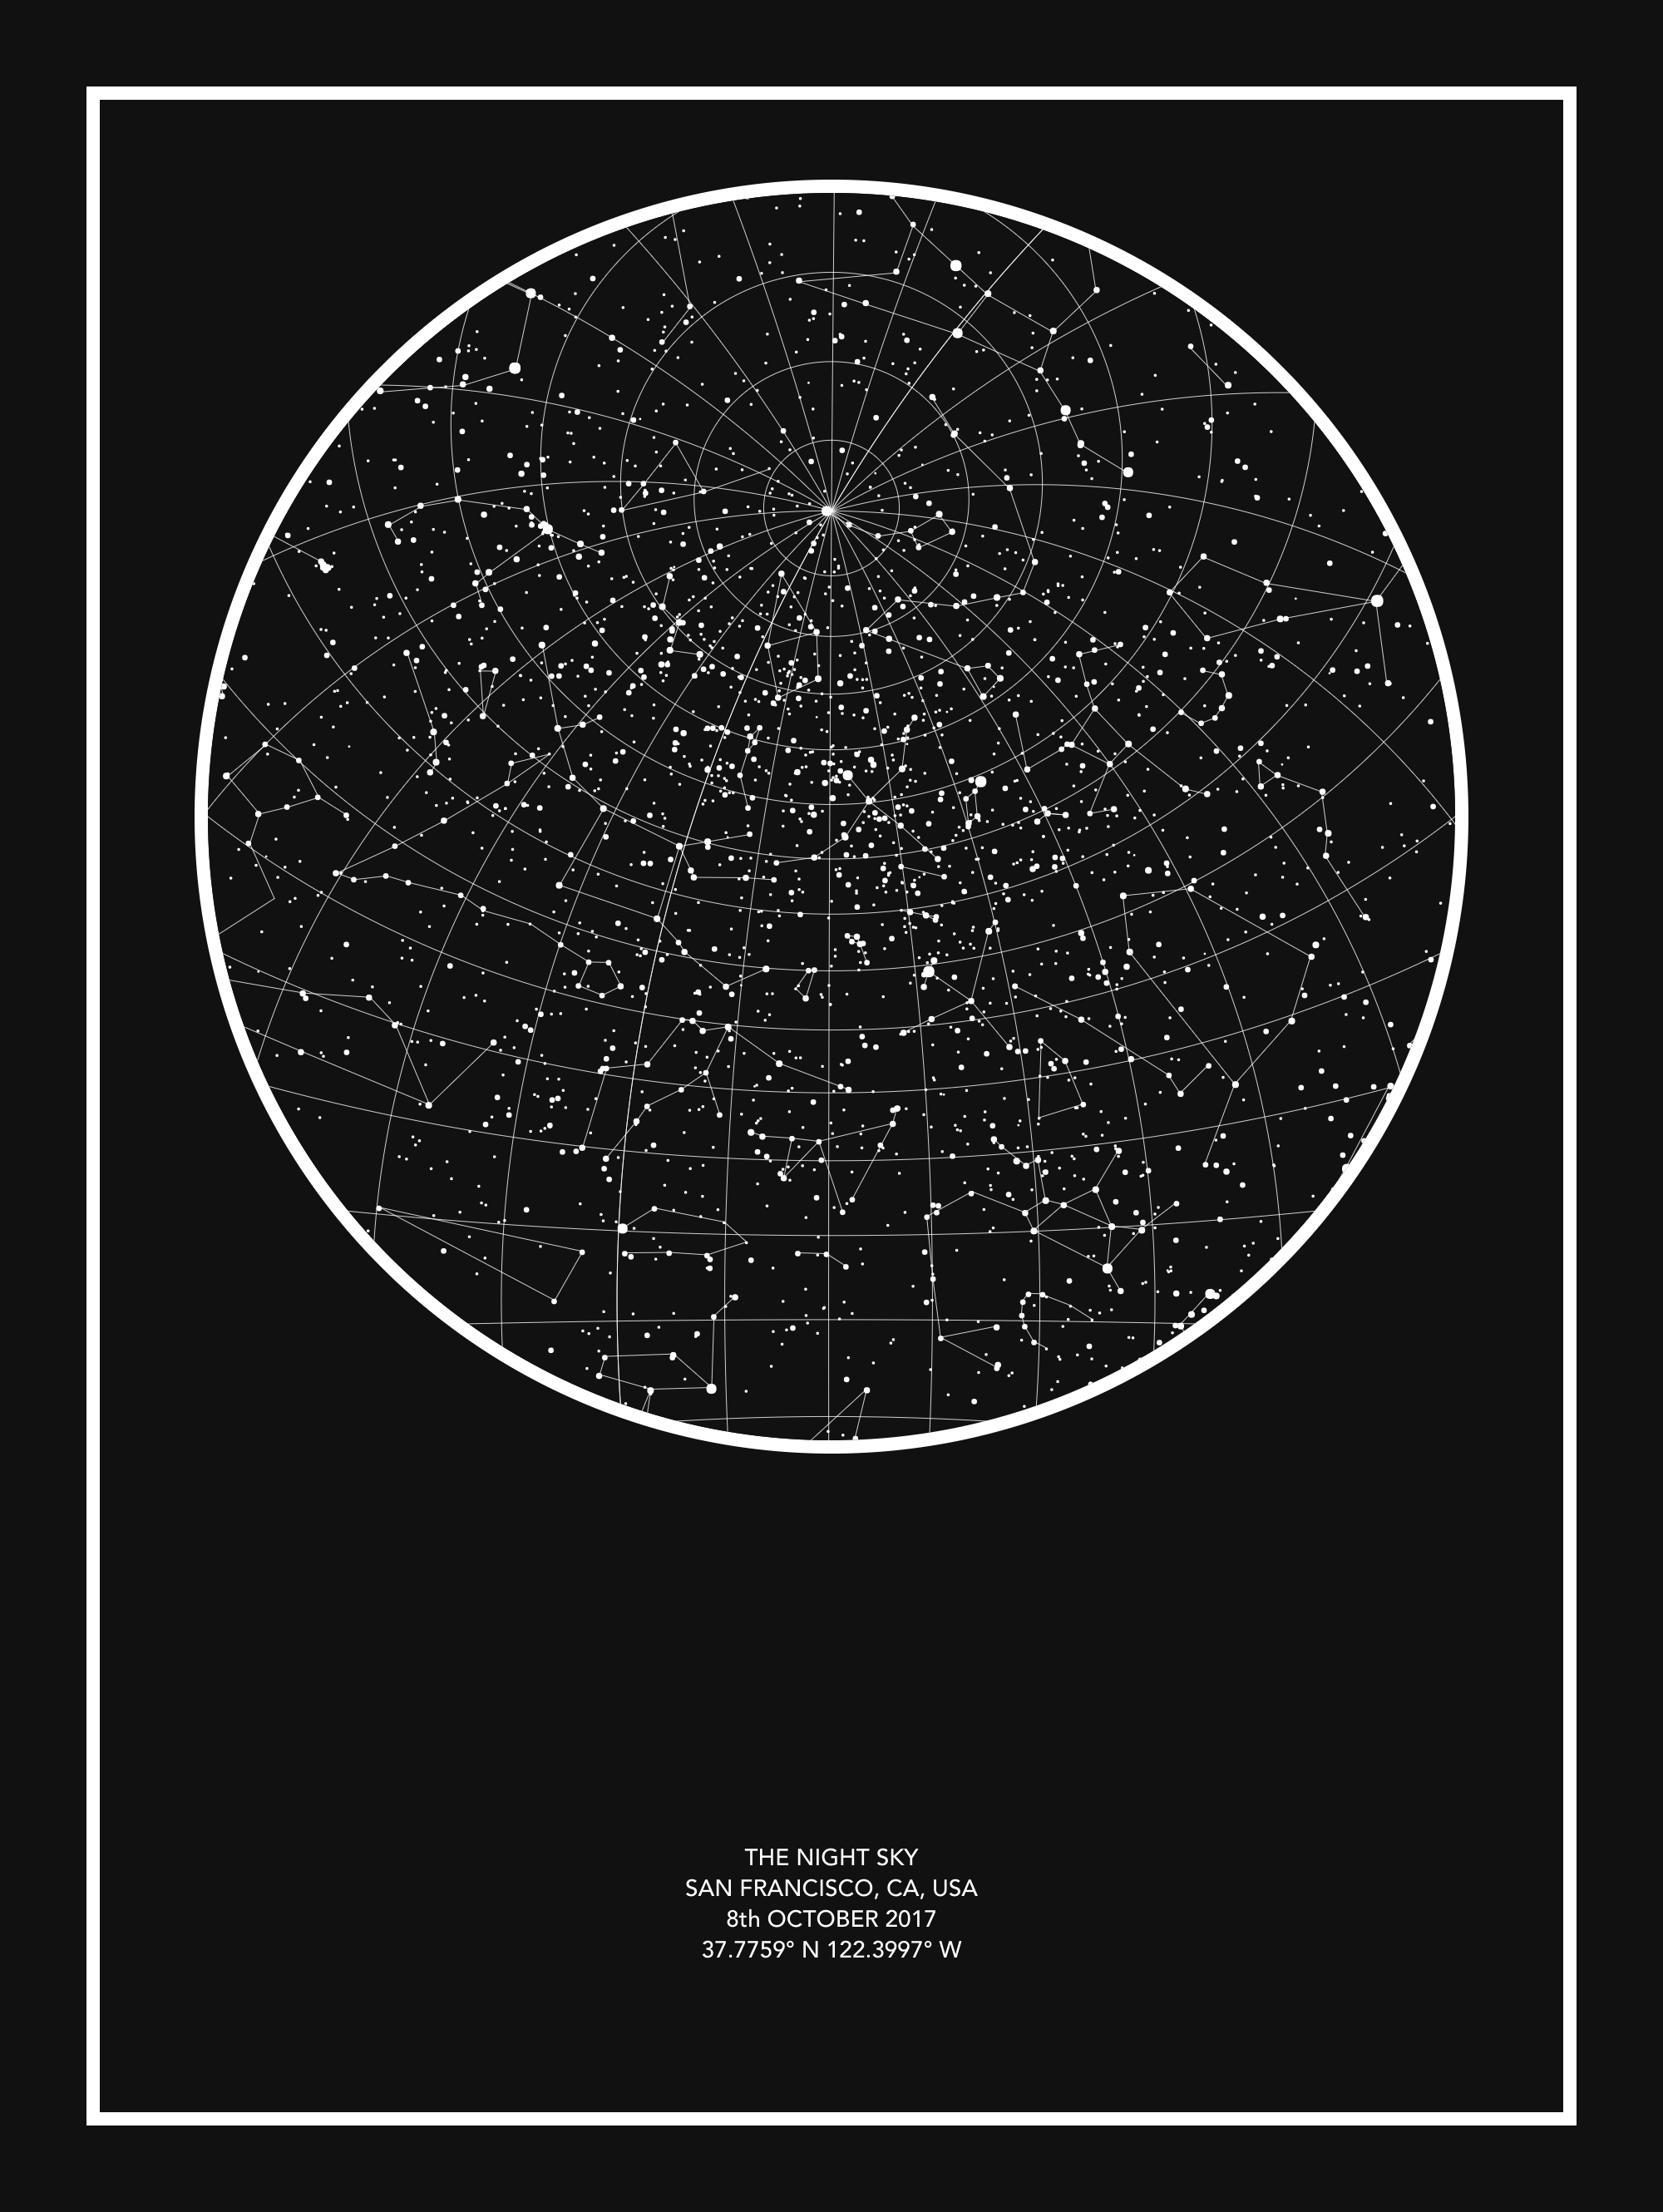 THE NIGHT SKY
SAN FRANCISCO, CA, USA
8th OCTOBER 2017
37.7759° N 122.3997° W